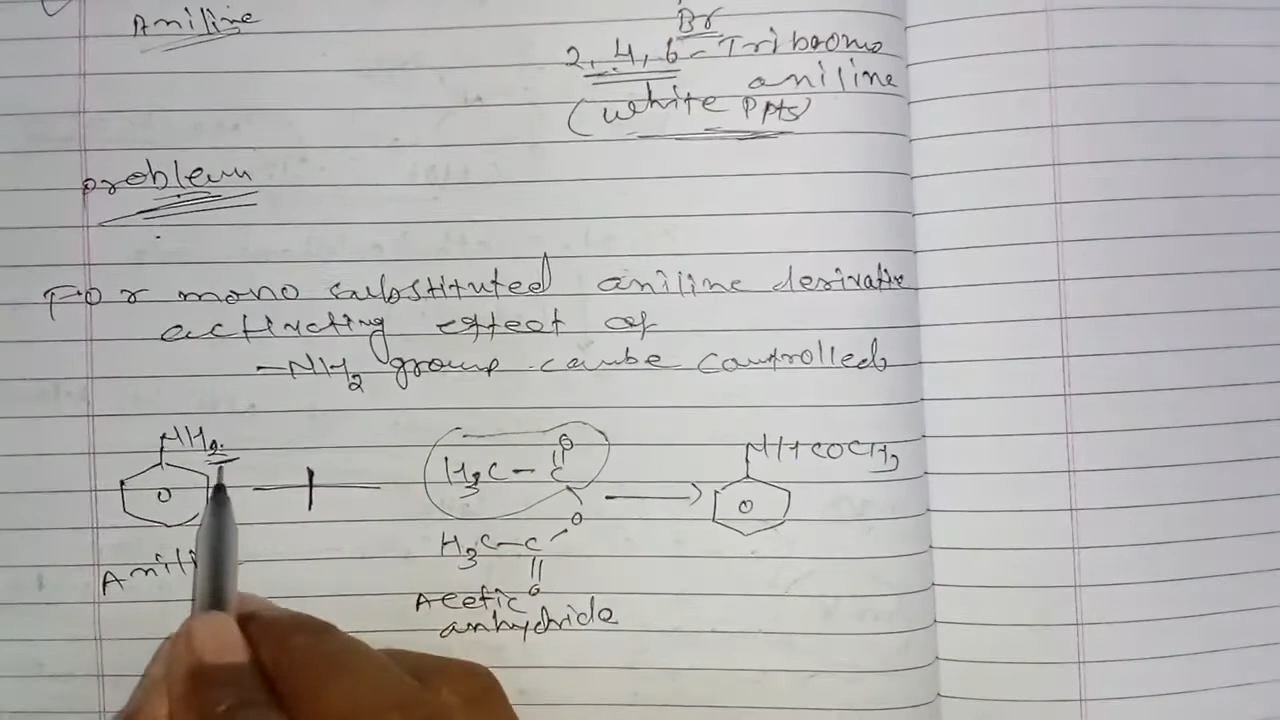 Aniline
Br
2, 4, 6 - Tribromo
aniline
(white ppts)
problem
For mono substituted aniline derivative
activating effect of
-NH2 group can be controlled
NH2
O
H3C-C
O
H3C-C
O
NHCOCH3
Anili
Acetic
anhydride